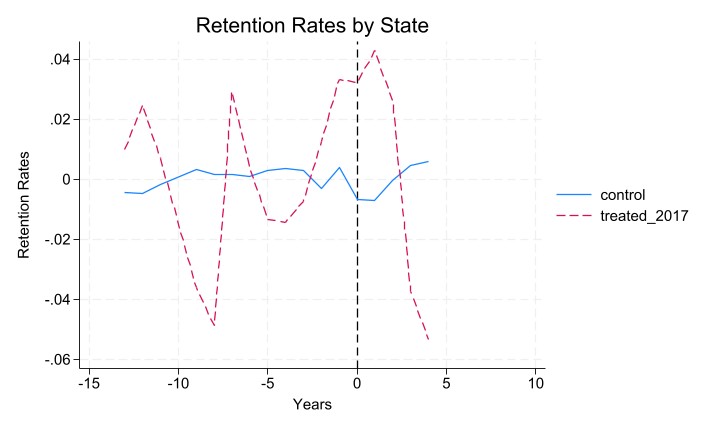 Retention Rates by State
Retention Rates
.04
.02
0
-.02
-.04
-.06
-15
-10
-5
0
5
10
Years
control
treated_2017